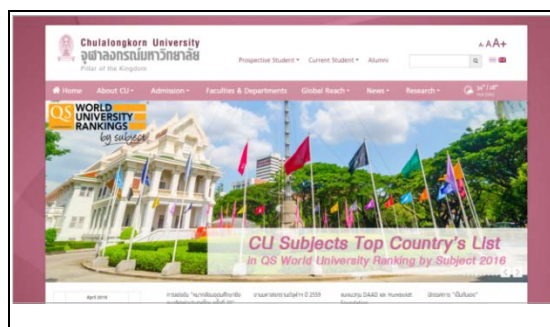 Chulalongkorn University
จุฬาลงกรณ์มหาวิทยาลัย
Pillar of the Kingdom
A- A A+
Prospective Student Current Student Alumni
Home About CU Admission Faculties & Departments Global Reach News Research
QS WORLD
UNIVERSITY
RANKINGS
by subject
CU Subjects Top Country's List
in QS World University Ranking by Subject 2016
April 2016